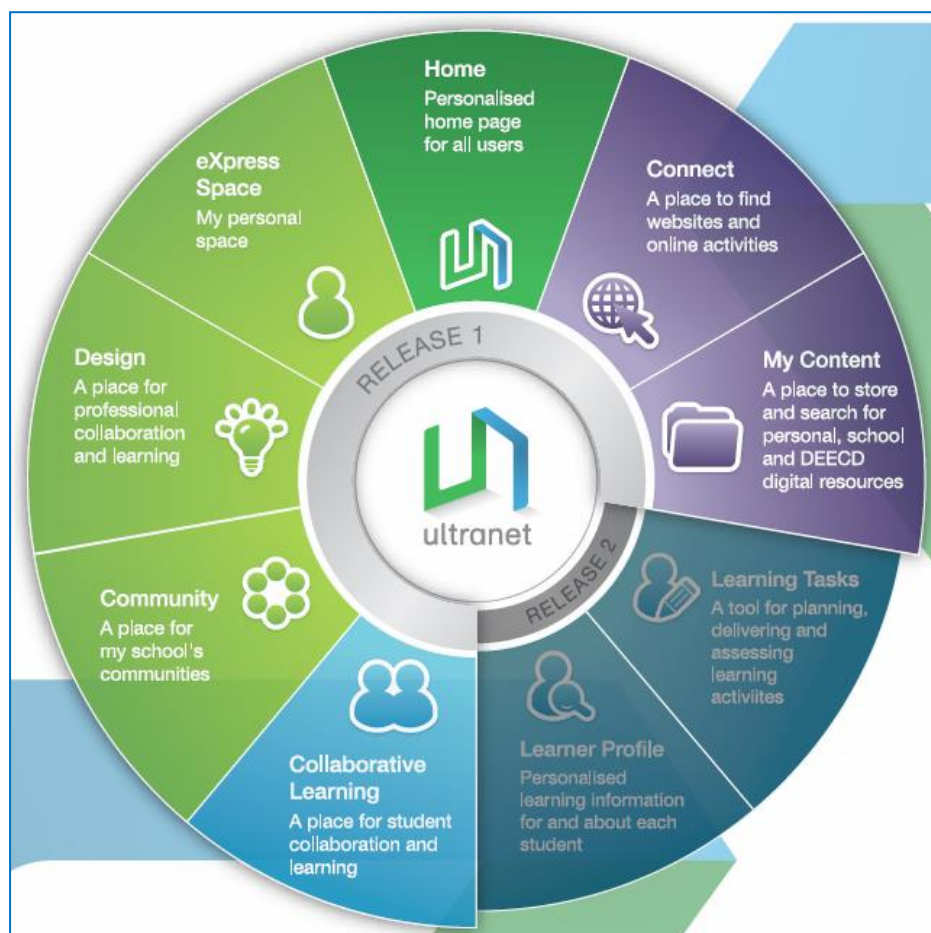 Home
Personalised
home page
for all users
Connect
A place to find
websites and
online activities
My Content
A place to store
and search for
personal, school
and DEECD
digital resources
Learning Tasks
A tool for planning,
delivering and
assessing
learning
activiites
Learner Profile
Personalised
learning information
for and about each
student
Collaborative
Learning
A place for student
collaboration and
learning
Community
A place for
my school's
communities
Design
A place for
professional
collaboration
and learning
eXpress
Space
My personal
space
RELEASE 1
ultranet
RELEASE 2